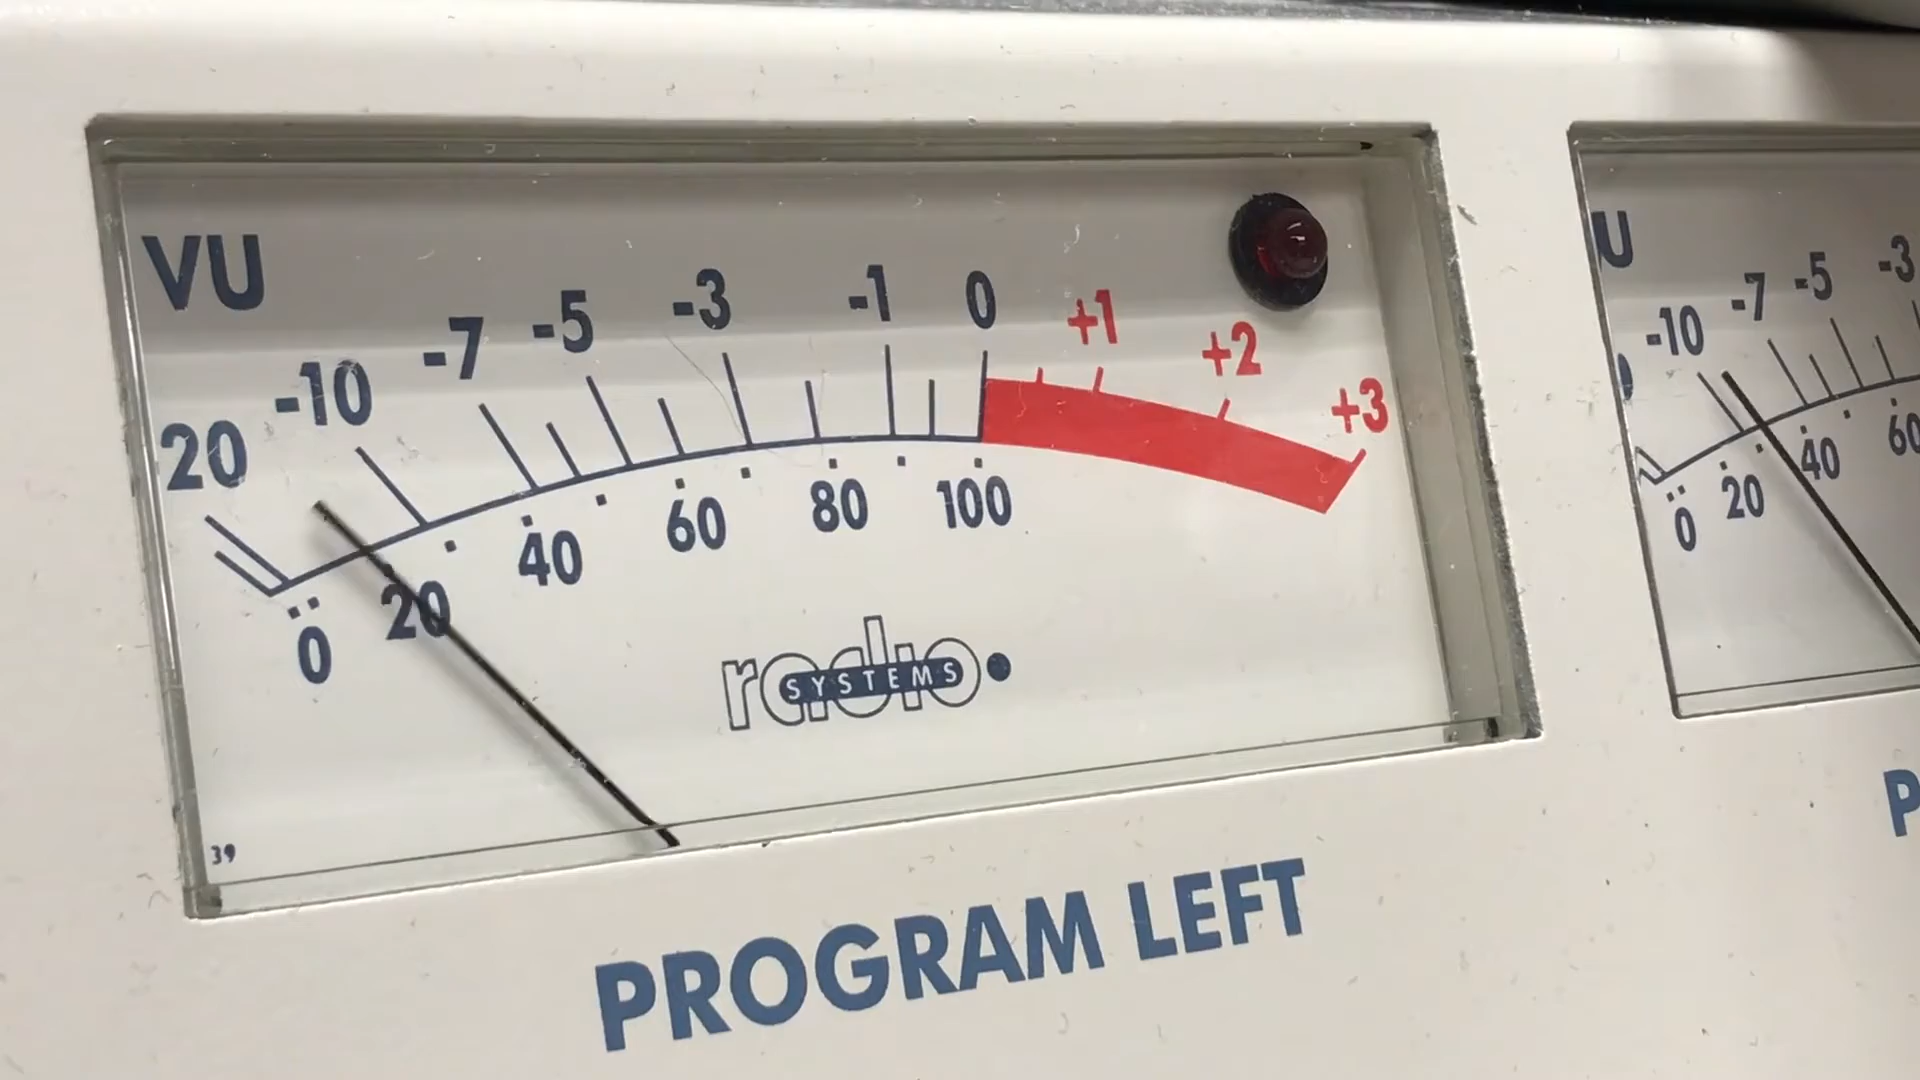 VU
20 -10 -7 -5 -3 -1 0 +1 +2 +3
0 20 40 60 80 100
radio
SYSTEMS
39
PROGRAM LEFT
U
-10 -7 -5 -3
0 20 40 60
P